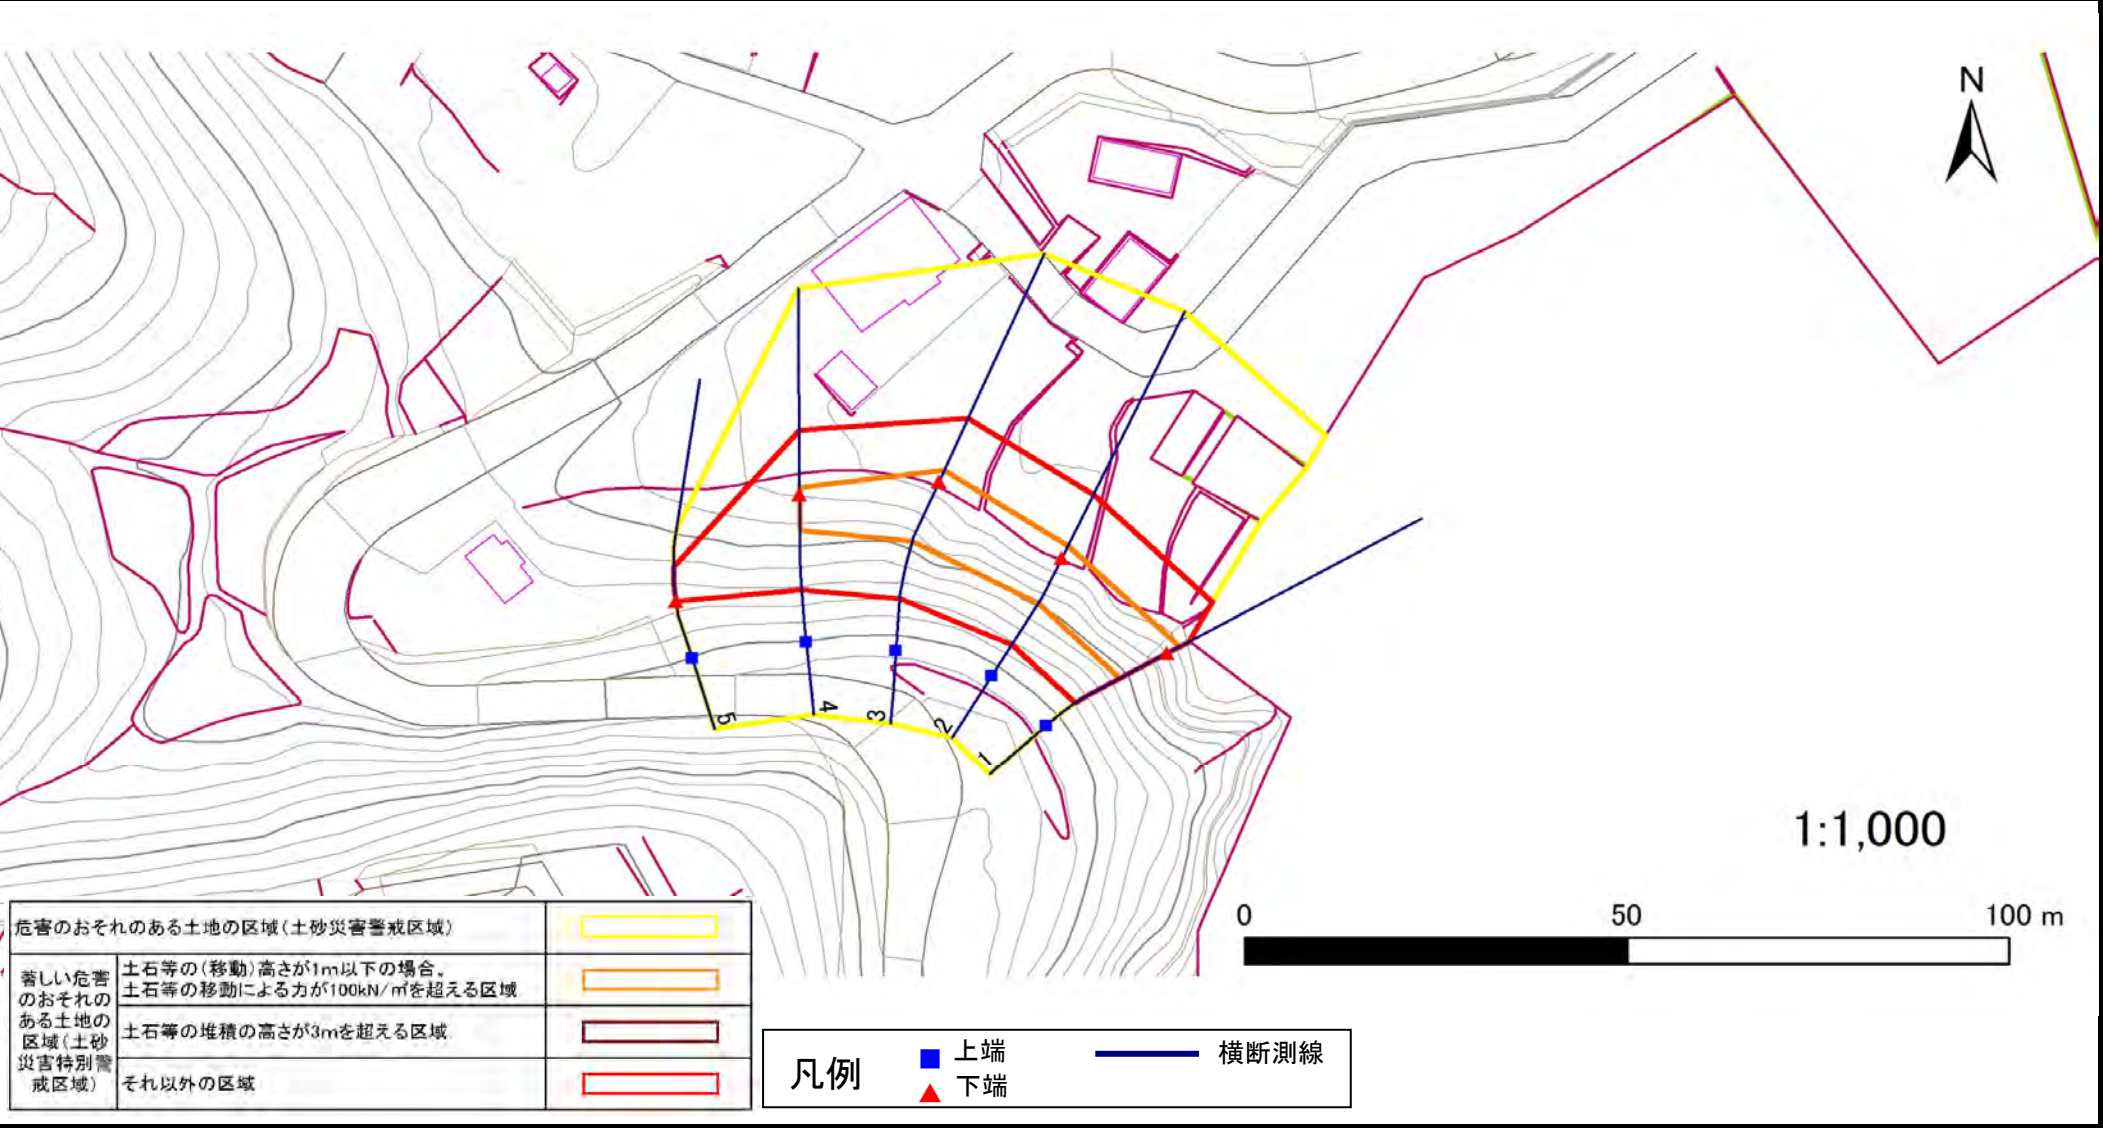 N
5
4
3
2
1
1:1,000
0 50 100 m
危害のおそれのある土地の区域(土砂災害警戒区域)
著しい危害
のおそれの
ある土地の
区域(土砂
災害特別警
戒区域)
土石等の(移動)高さが1m以下の場合、
土石等の移動による力が100kN/㎡を超える区域
土石等の堆積の高さが3mを超える区域
それ以外の区域
凡例
上端
下端
横断測線